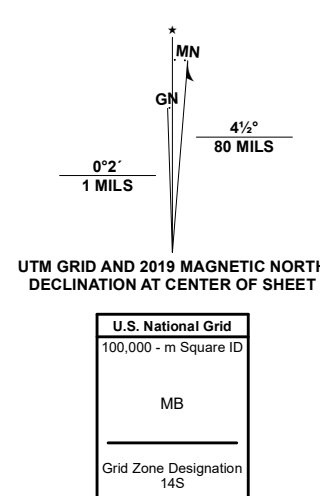 ★
MN
GN
4½°
80 MILS
0°2´
1 MILS
UTM GRID AND 2019 MAGNETIC NORTH
DECLINATION AT CENTER OF SHEET
U.S. National Grid
100,000 - m Square ID
MB
Grid Zone Designation
14S